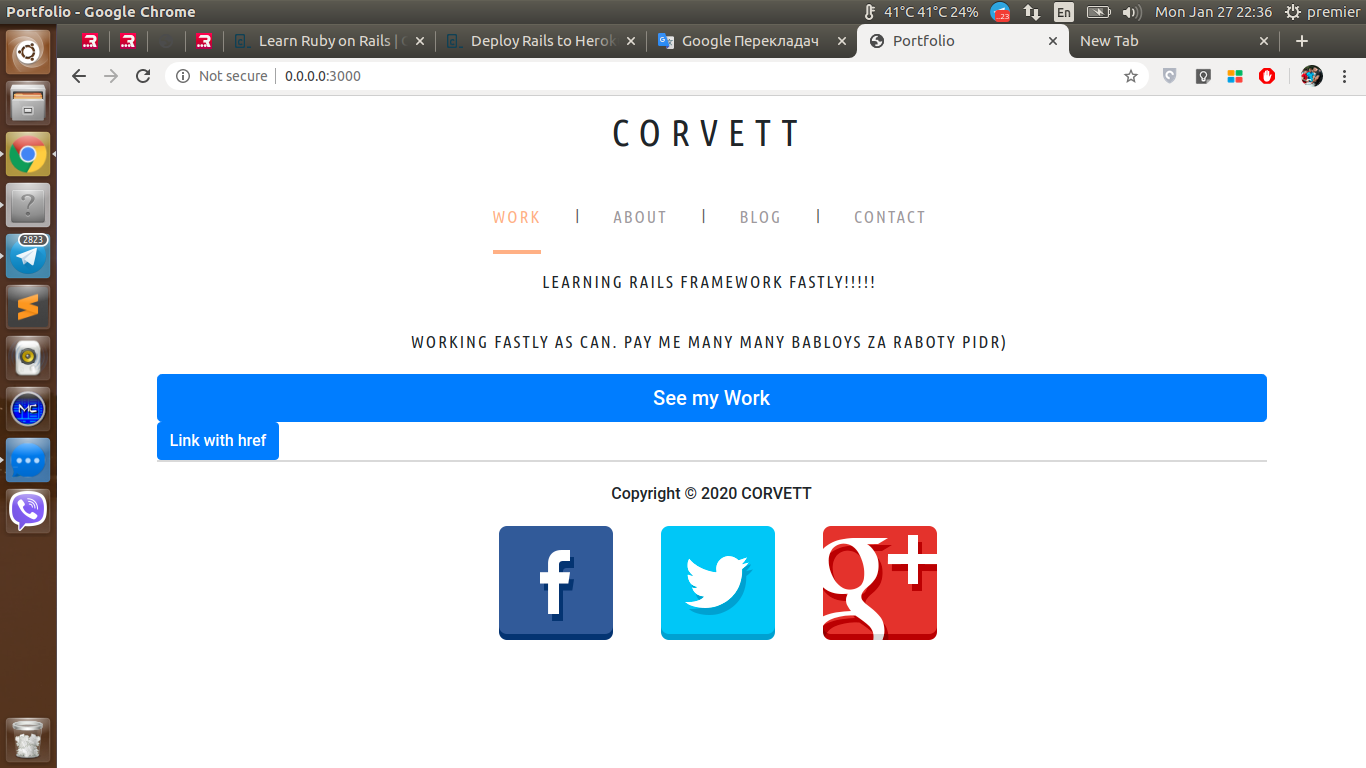 Portfolio - Google Chrome
41°C 41°C 24%
23
En
Mon Jan 27 22:36
premier
Learn Ruby on Rails | C
Deploy Rails to Herok
Google Перекладач
Portfolio
New Tab
Not secure
0.0.0.0:3000
CORVETT
WORK | ABOUT | BLOG | CONTACT
2823
LEARNING RAILS FRAMEWORK FASTLY!!!!!
WORKING FASTLY AS CAN. PAY ME MANY MANY BABLOYS ZA RABOTY PIDR)
See my Work
Link with href
MC
Copyright © 2020 CORVETT
f
g+